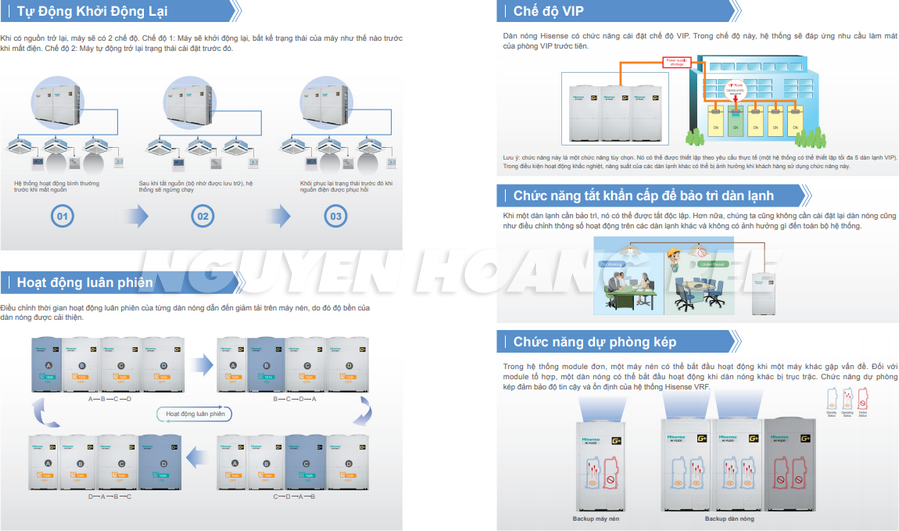 Tự Động Khởi Động Lại
Khi có nguồn trở lại, máy sẽ có 2 chế độ. Chế độ 1: Máy sẽ khởi động lại, bất kể trạng thái của máy như thế nào trước
khi mất điện. Chế độ 2: Máy tự động trở lại trạng thái cài đặt trước đó.
Hệ thống hoạt động bình thường
trước khi mất nguồn
Sau khi tắt nguồn (bộ nhớ được lưu trữ), hệ
thống sẽ ngừng chạy
Khôi phục lại trạng thái trước đó khi
nguồn điện được phục hồi
01
02
03
Hoạt động luân phiên
Điều chỉnh thời gian hoạt động luân phiên của từng dàn nóng dẫn đến giảm tải trên máy nén, do đó độ bền của
dàn nóng được cải thiện.
A B C D
A B C D
A→B→C→D
B→C→D→A
Hoạt động luân phiên
A B C D
A B C D
D→A→B→C
C→D→A→B
Chế độ VIP
Dàn nóng Hisense có chức năng cài đặt chế độ VIP. Trong chế độ này, hệ thống sẽ đáp ứng nhu cầu làm mát
của phòng VIP trước tiên.
ON ON ON ON ON
Lưu ý: chức năng này là một chức năng tùy chọn. Nó có thể được thiết lập theo yêu cầu thực tế (một hệ thống có thể thiết lập tối đa 5 dàn lạnh VIP).
Trong điều kiện hoạt động khắc nghiệt, năng suất của các dàn lạnh khác có thể bị ảnh hưởng khi khách hàng sử dụng chức năng này.
Chức năng tắt khẩn cấp để bảo trì dàn lạnh
Khi một dàn lạnh cần bảo trì, nó có thể được tắt độc lập. Hơn nữa, chúng ta cũng không cần cài đặt lại dàn nóng cũng
như điều chỉnh thông số hoạt động trên các dàn lạnh khác và không có ảnh hưởng gì đến toàn bộ hệ thống.
NGUYEN HOANG
Chức năng dự phòng kép
Trong hệ thống module đơn, một máy nén có thể bắt đầu hoạt động khi một máy khác gặp vấn đề. Đối với
module tổ hợp, một dàn nóng có thể bắt đầu hoạt động khi dàn nóng khác bị trục trặc. Chức năng dự phòng
kép đảm bảo độ tin cậy và ổn định của hệ thống Hisense VRF.
Hisense
Hisense
Hisense
Backup máy nén
Backup dàn nóng